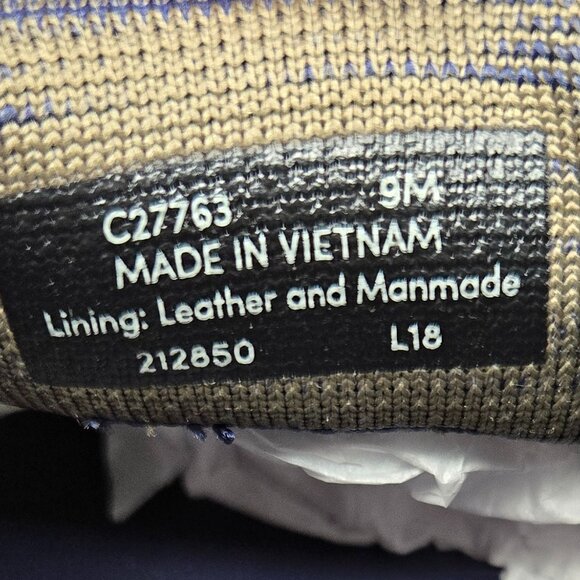 C27763 9M
MADE IN VIETNAM
Lining: Leather and Manmade
212850 L18